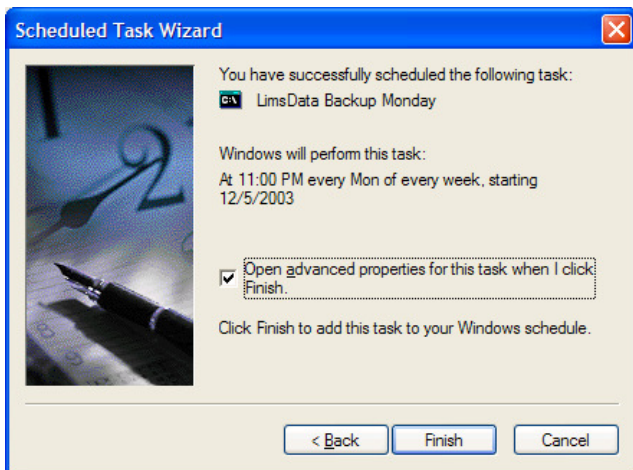 Scheduled Task Wizard
You have successfully scheduled the following task:
C:\ LimsData Backup Monday
Windows will perform this task:
At 11:00 PM every Mon of every week, starting
12/5/2003
Open advanced properties for this task when I click
Finish.
Click Finish to add this task to your Windows schedule.
< Back Finish Cancel